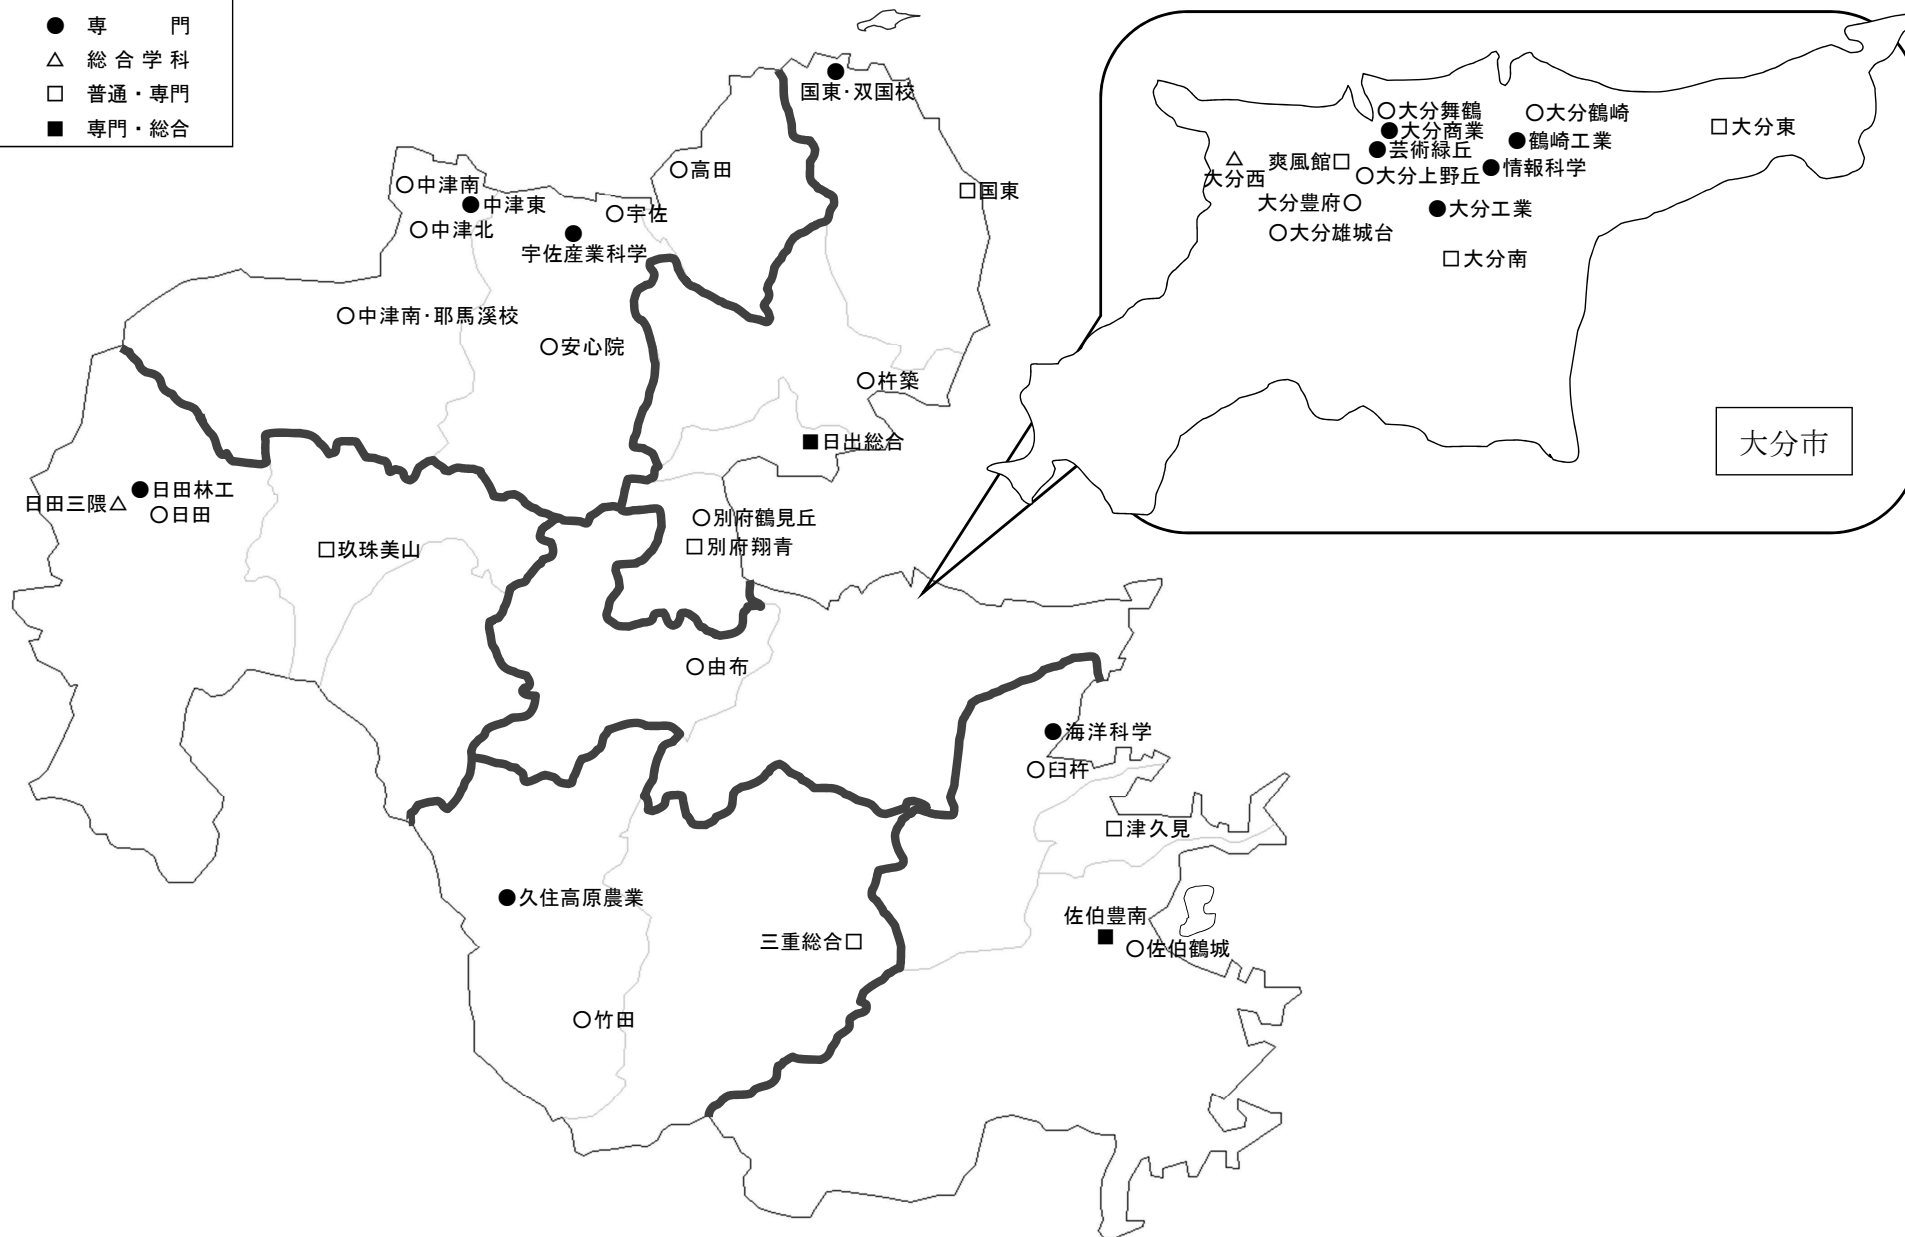 ● 専　　門
△ 総合学科
□ 普通・専門
■ 専門・総合
国東・双国校
○高田
□国東
○中津南
●中津東
○中津北
○宇佐
宇佐産業科学
○中津南・耶馬溪校
○安心院
○杵築
■日出総合
●日田林工
日田三隈△
○日田
□玖珠美山
○別府鶴見丘
□別府翔青
○由布
●海洋科学
○臼杵
□津久見
●久住高原農業
三重総合□
佐伯豊南
○佐伯鶴城
○竹田
○大分舞鶴
○大分鶴崎
●大分商業
□大分東
●鶴崎工業
●芸術緑丘
爽風館□
大分西
●情報科学
○大分上野丘
大分豊府○
●大分工業
○大分雄城台
□大分南
大分市